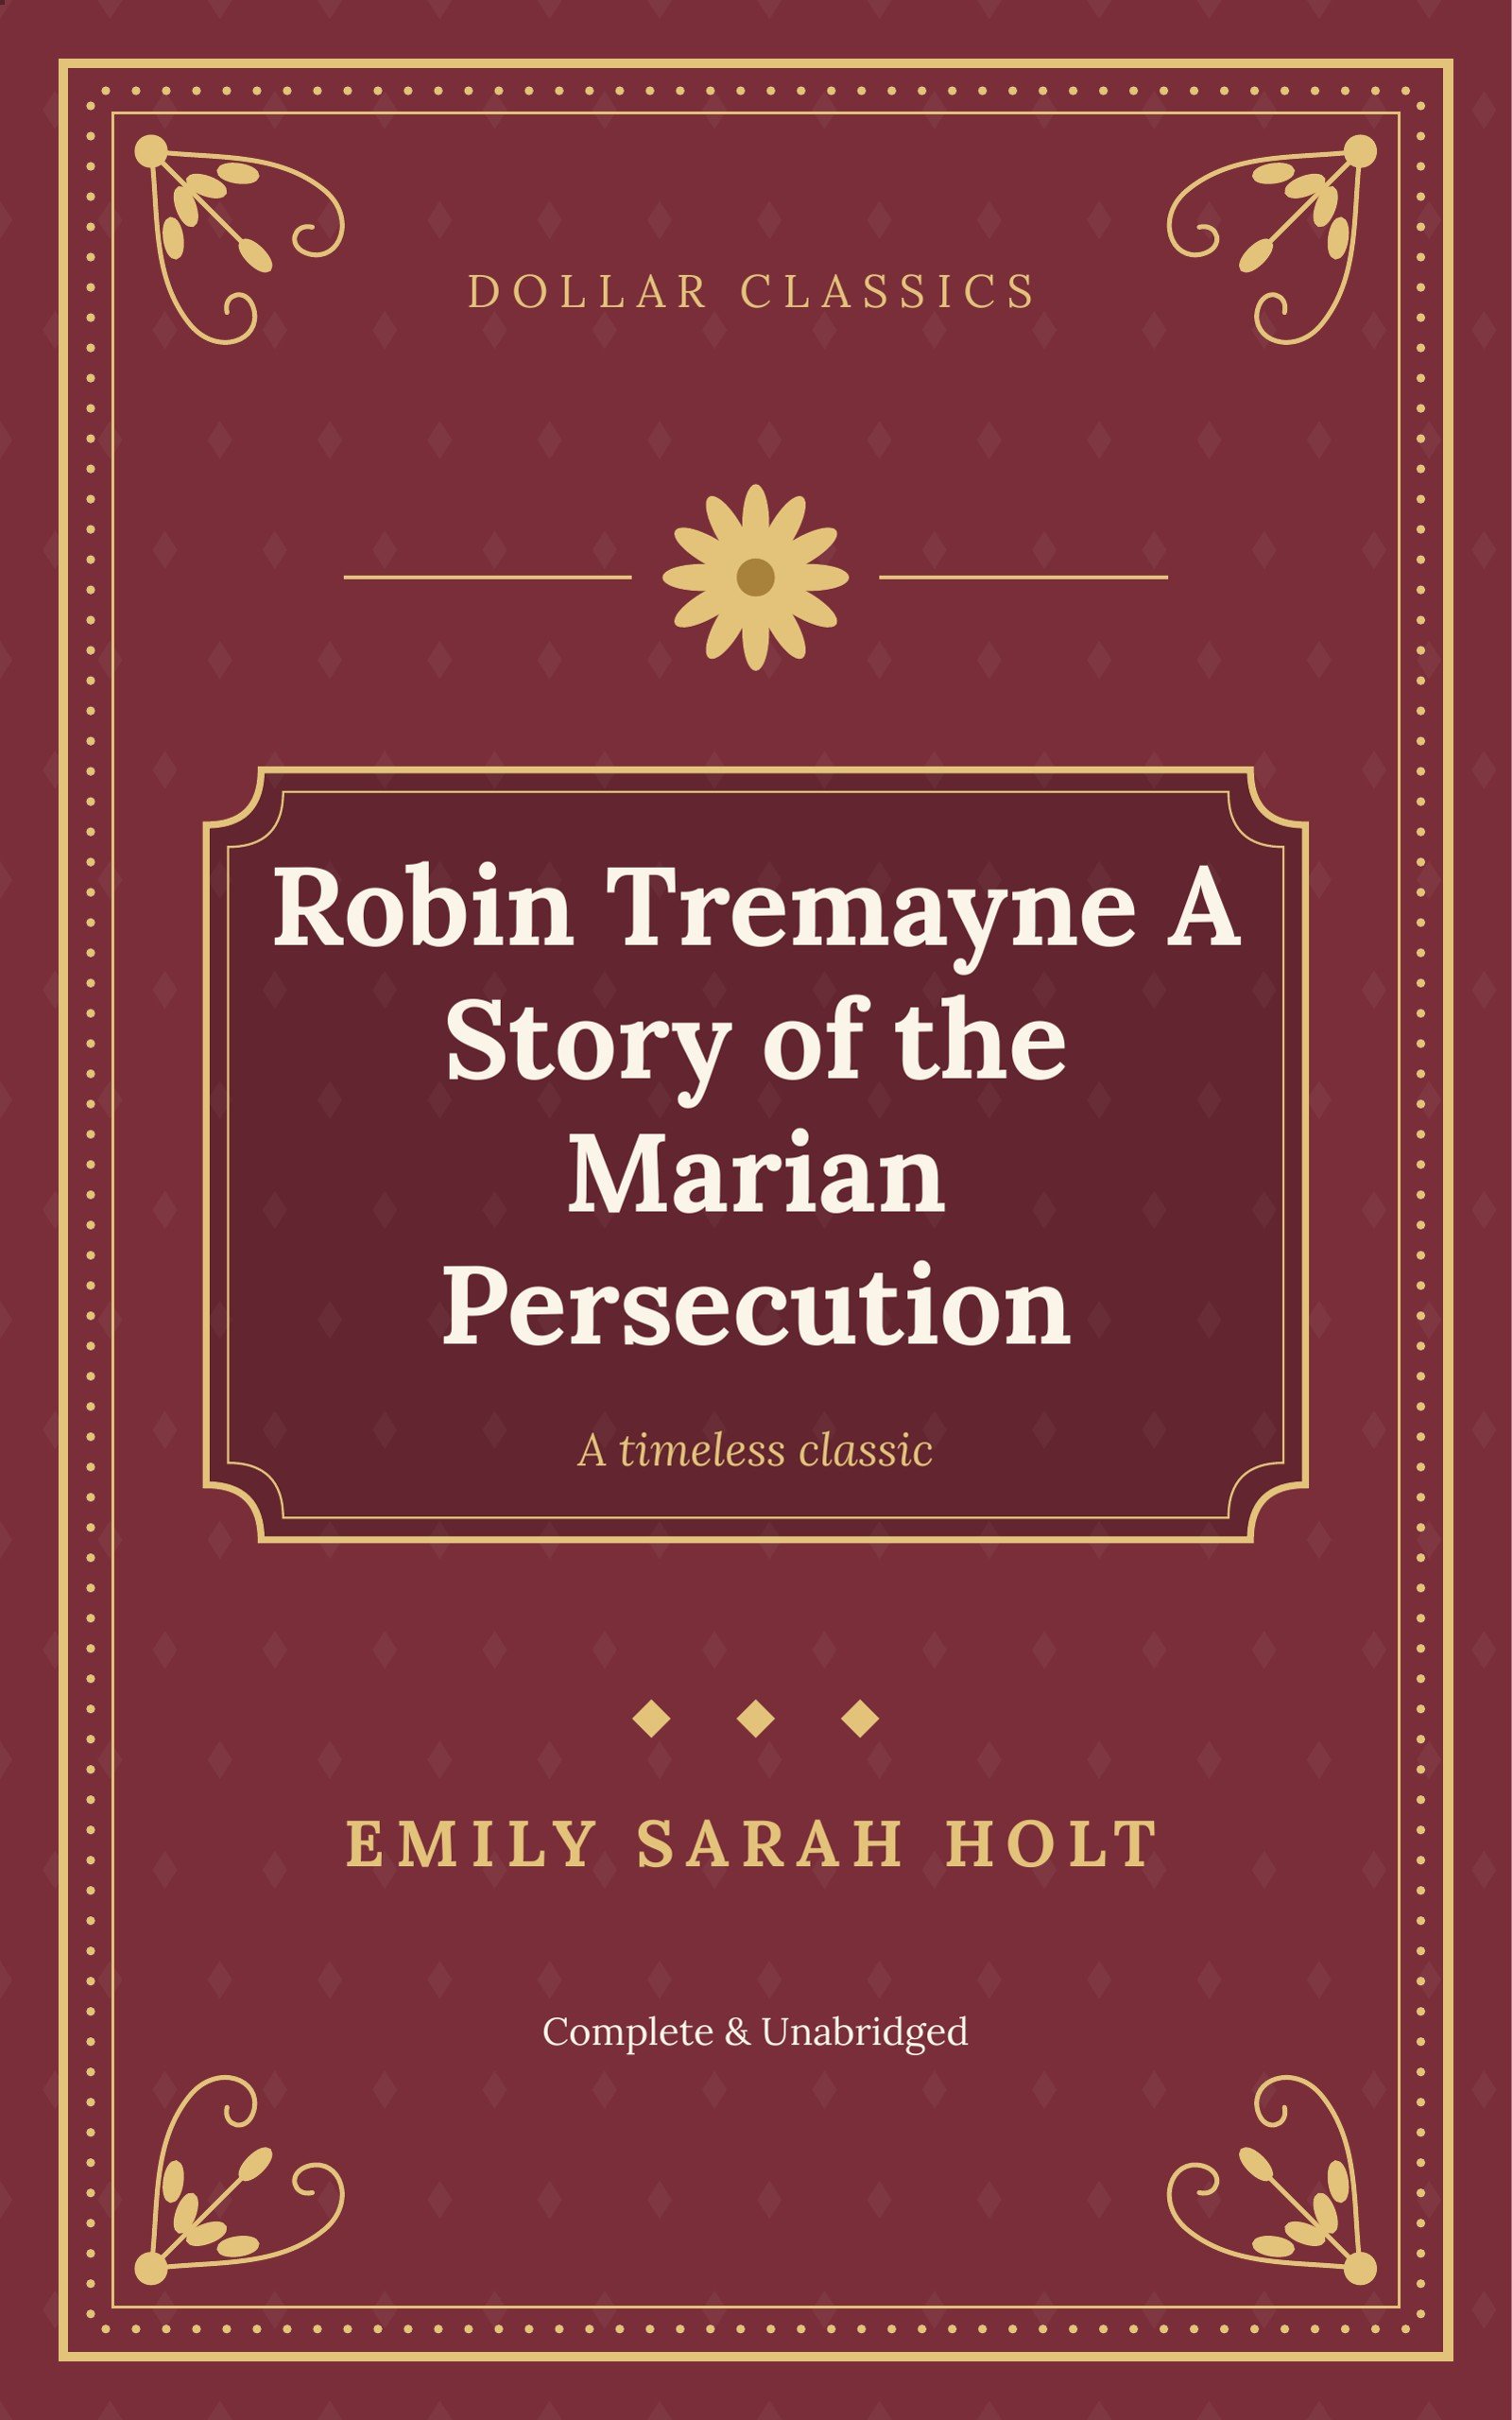 DOLLAR CLASSICS
Robin Tremayne A
Story of the
Marian
Persecution
A timeless classic
EMILY SARAH HOLT
Complete & Unabridged